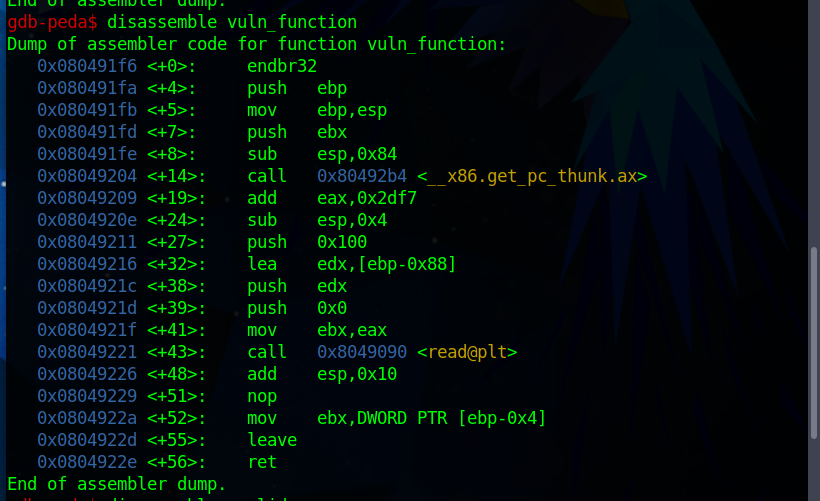 End of assembler dump.
gdb-peda$ disassemble vuln_function
Dump of assembler code for function vuln_function:
   0x080491f6 <+0>:     endbr32
   0x080491fa <+4>:     push   ebp
   0x080491fb <+5>:     mov    ebp,esp
   0x080491fd <+7>:     push   ebx
   0x080491fe <+8>:     sub    esp,0x84
   0x08049204 <+14>:    call   0x80492b4 <__x86.get_pc_thunk.ax>
   0x08049209 <+19>:    add    eax,0x2df7
   0x0804920e <+24>:    sub    esp,0x4
   0x08049211 <+27>:    push   0x100
   0x08049216 <+32>:    lea    edx,[ebp-0x88]
   0x0804921c <+38>:    push   edx
   0x0804921d <+39>:    push   0x0
   0x0804921f <+41>:    mov    ebx,eax
   0x08049221 <+43>:    call   0x8049090 <read@plt>
   0x08049226 <+48>:    add    esp,0x10
   0x08049229 <+51>:    nop
   0x0804922a <+52>:    mov    ebx,DWORD PTR [ebp-0x4]
   0x0804922d <+55>:    leave
   0x0804922e <+56>:    ret
End of assembler dump.